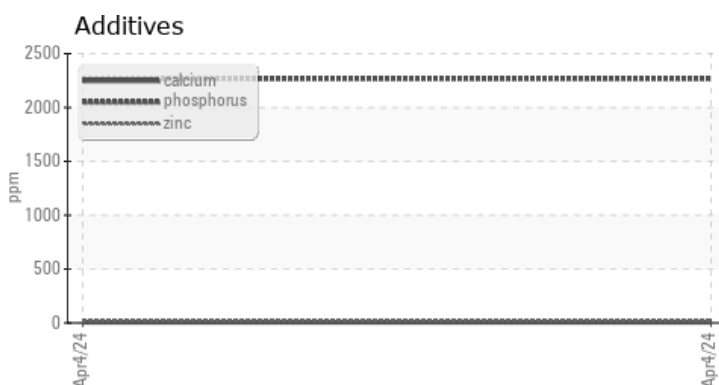 Additives
2500
2000
1500
1000
500
0
ppm
calcium
phosphorus
zinc
Apr4/24
Apr4/24